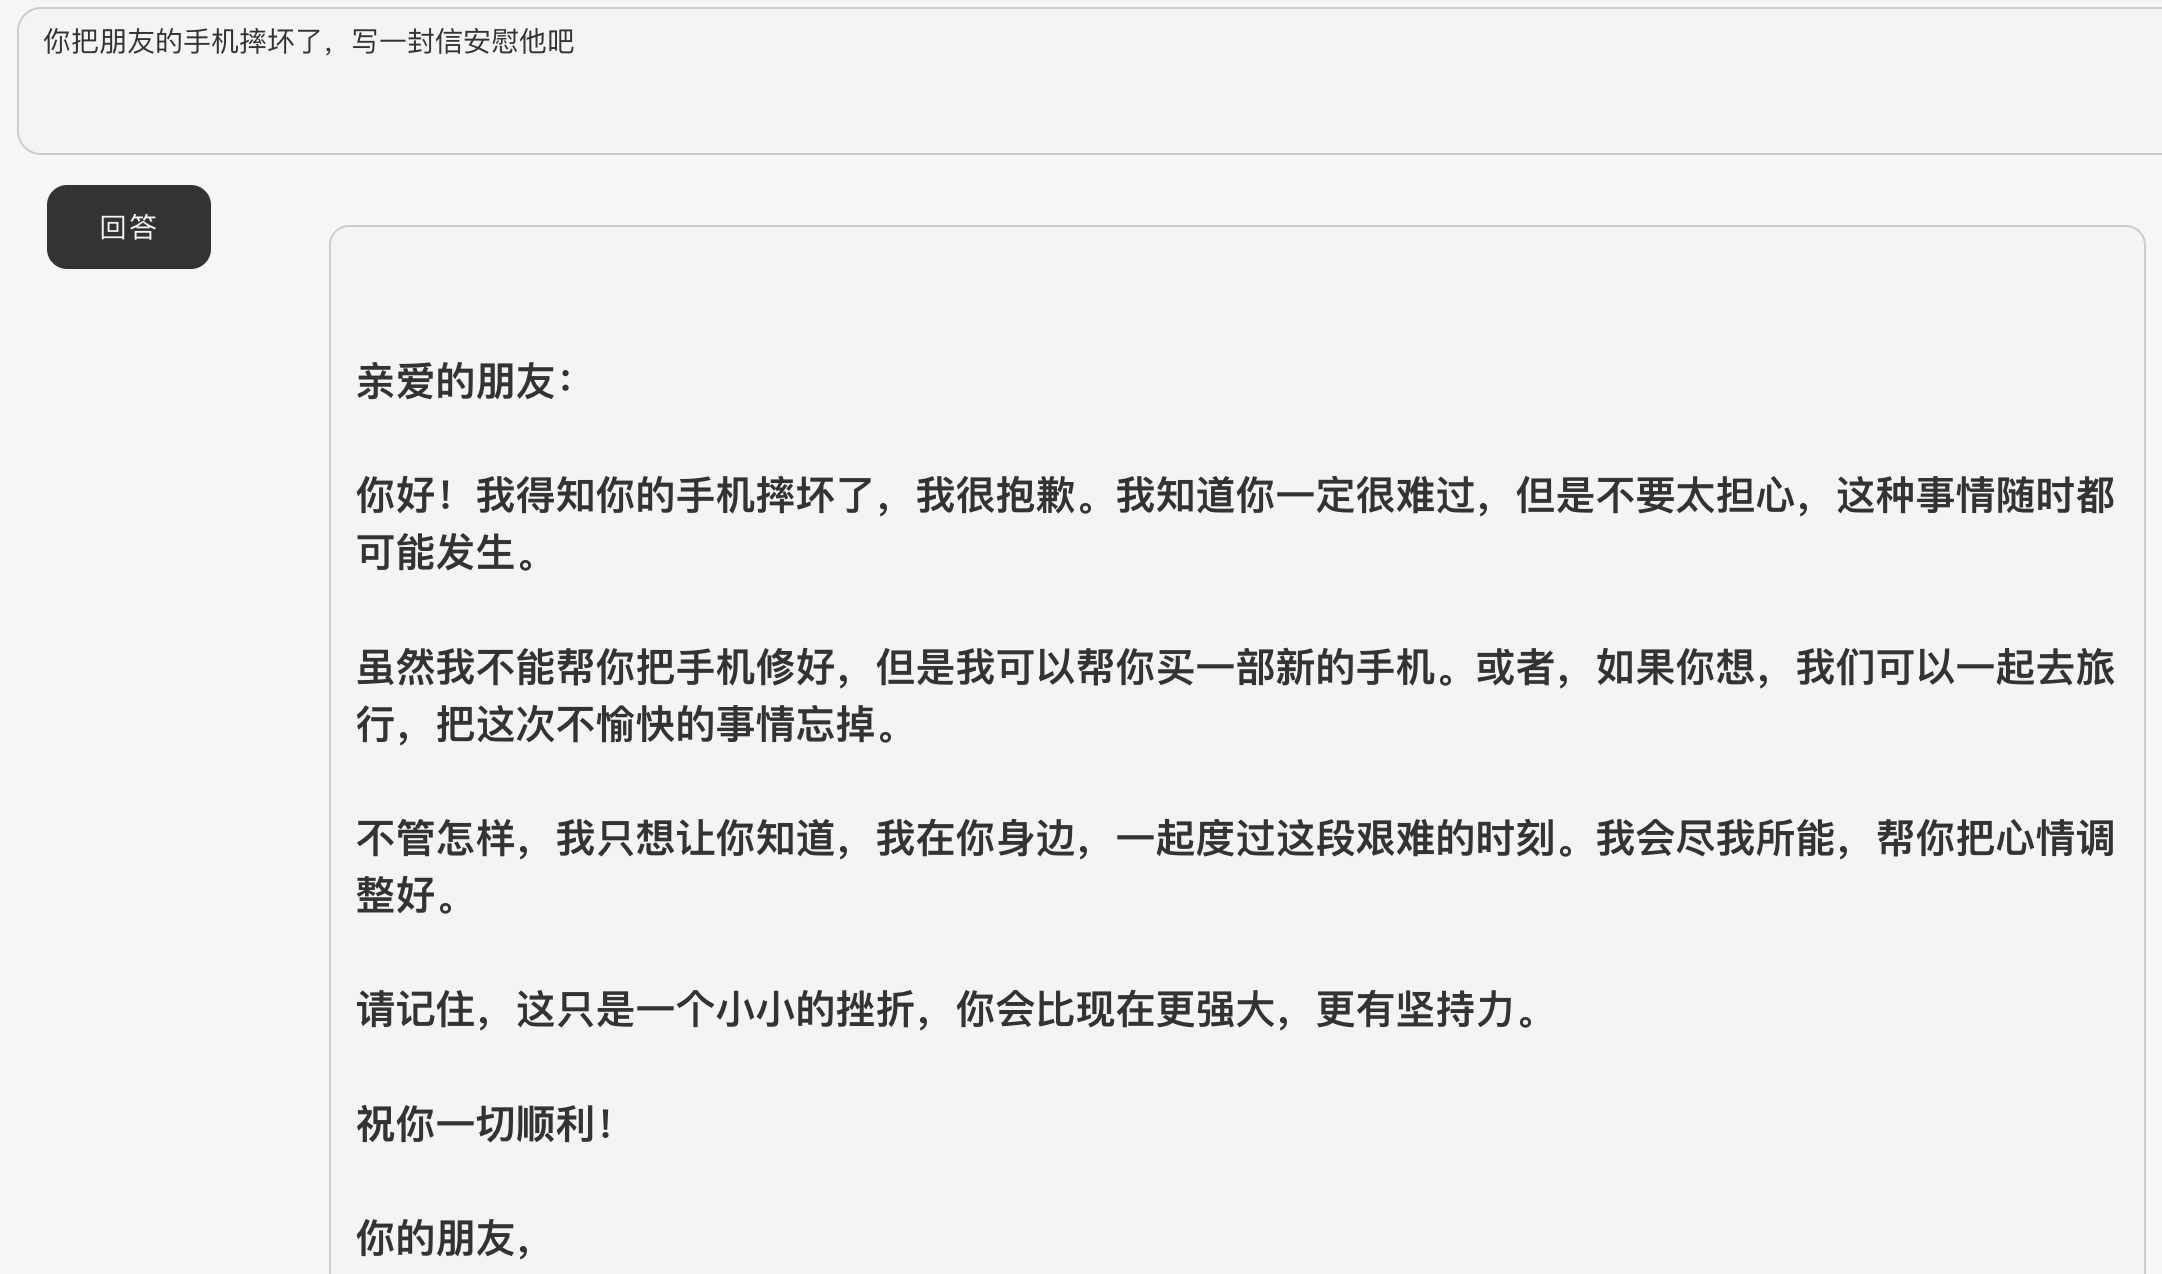 你把朋友的手机摔坏了，写一封信安慰他吧
回答
亲爱的朋友：
你好！我得知你的手机摔坏了，我很抱歉。我知道你一定很难过，但是不要太担心，这种事情随时都
可能发生。
虽然我不能帮你把手机修好，但是我可以帮你买一部新的手机。或者，如果你想，我们可以一起去旅
行，把这次不愉快的事情忘掉。
不管怎样，我只想让你知道，我在你身边，一起度过这段艰难的时刻。我会尽我所能，帮你把心情调
整好。
请记住，这只是一个小小的挫折，你会比现在更强大，更有坚持力。
祝你一切顺利！
你的朋友，